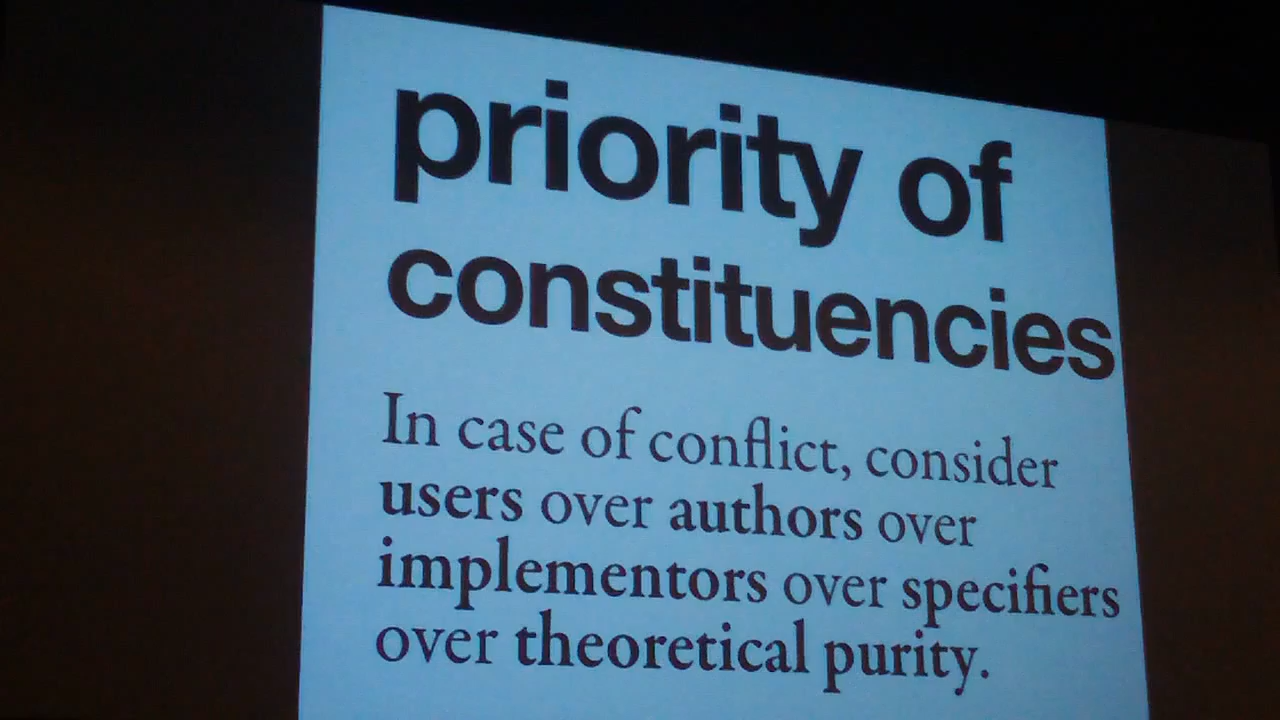 priority of
constituencies
In case of conflict, consider
users over authors over
implementors over specifiers
over theoretical purity.